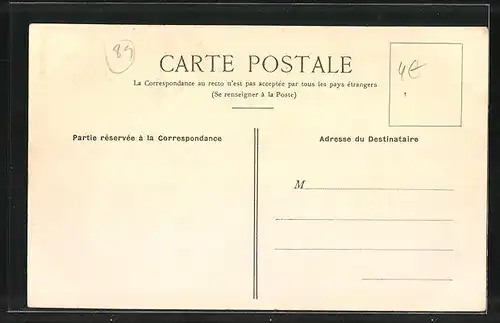 89
CARTE POSTALE
4€
La Correspondance au recto n'est pas acceptée par tous les pays étrangers
(Se renseigner à la Poste)
Partie réservée à la Correspondance
Adresse du Destinataire
M